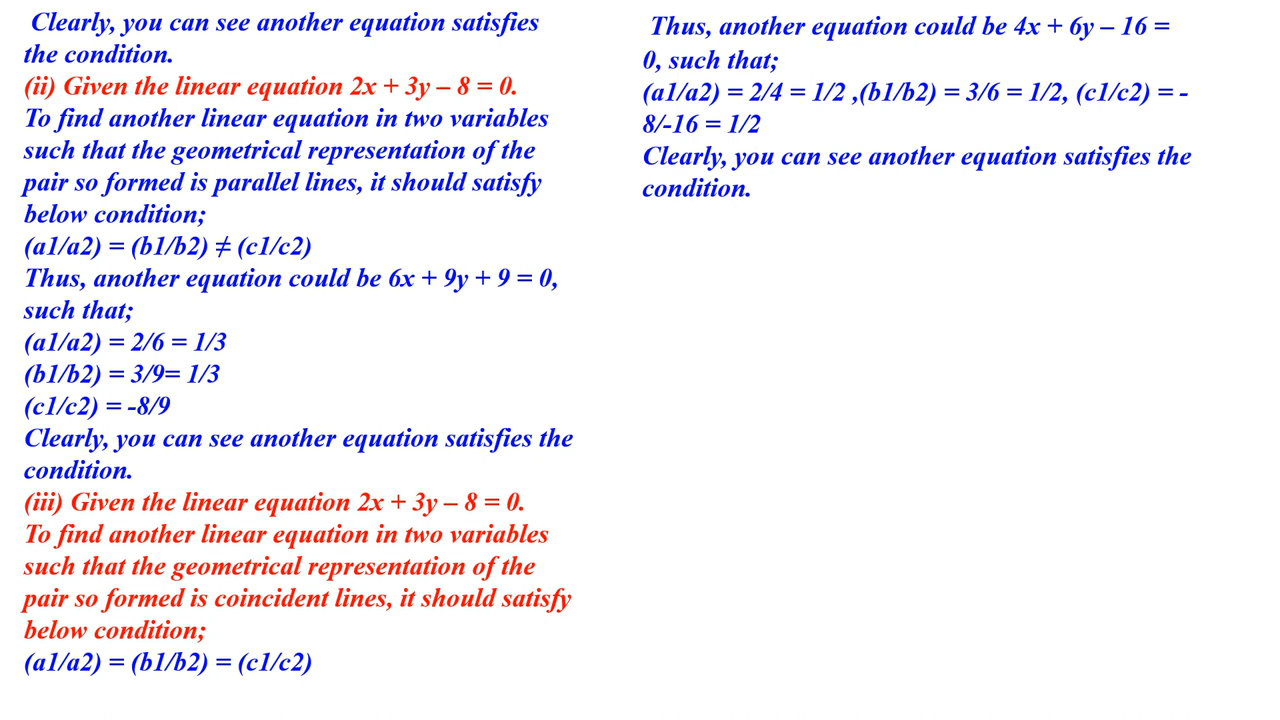 Clearly, you can see another equation satisfies
the condition.
(ii) Given the linear equation 2x + 3y – 8 = 0.
To find another linear equation in two variables
such that the geometrical representation of the
pair so formed is parallel lines, it should satisfy
below condition;
(a1/a2) = (b1/b2) ≠ (c1/c2)
Thus, another equation could be 6x + 9y + 9 = 0,
such that;
(a1/a2) = 2/6 = 1/3
(b1/b2) = 3/9= 1/3
(c1/c2) = -8/9
Clearly, you can see another equation satisfies the
condition.
(iii) Given the linear equation 2x + 3y – 8 = 0.
To find another linear equation in two variables
such that the geometrical representation of the
pair so formed is coincident lines, it should satisfy
below condition;
(a1/a2) = (b1/b2) = (c1/c2)
Thus, another equation could be 4x + 6y – 16 =
0, such that;
(a1/a2) = 2/4 = 1/2 ,(b1/b2) = 3/6 = 1/2, (c1/c2) = -
8/-16 = 1/2
Clearly, you can see another equation satisfies the
condition.